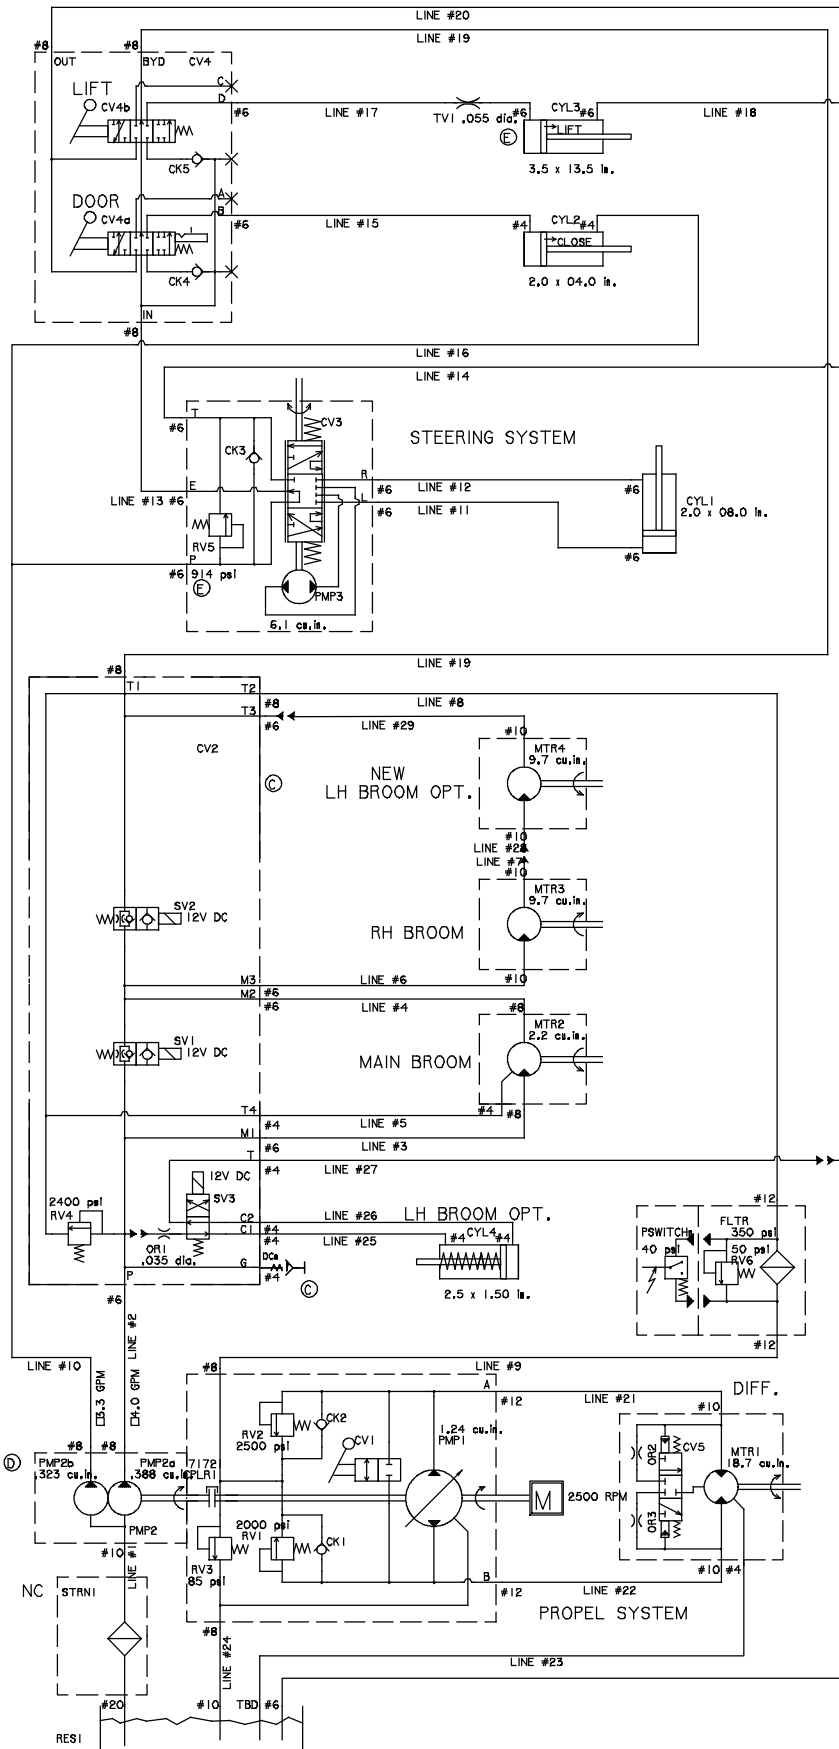 LINE #20
LINE #19
#8
#8
OUT
BYD
CV4
C
LIFT
CV4b
D
#6
LINE #17
TV1 .055 dia.
E
#6
CYL3
#6
LIFT
LINE #18
3.5 x 13.5 in.
CK5
DOOR
A
CV4a
B
#6
LINE #15
#4
CYL2
#4
CLOSE
2.0 x 04.0 in.
CK4
IN
#8
LINE #16
LINE #14
T
#6
CV3
CK3
STEERING SYSTEM
R
#6
LINE #12
#6
E
LINE #13 #6
L
#6
LINE #11
CYL1
2.0 x 08.0 in.
RV5
#6
P
#6 914 psi
E
PMP3
6.1 cu.in.
LINE #19
#8
T1
T2
#8
LINE #8
T3
#6
LINE #29
#10
CV2
C
MTR4
9.7 cu.in.
NEW
LH BROOM OPT.
#10
LINE #28
LINE #7
#10
MTR3
9.7 cu.in.
SV2
12V DC
RH BROOM
#10
M3
#6
LINE #6
M2
#6
LINE #4
#8
MTR2
2.2 cu.in.
SV1
12V DC
MAIN BROOM
#4
#8
T4
#4
LINE #5
M1
#6
LINE #3
T
#4
LINE #27
12V DC
SV3
2400 psi
RV4
OR1
.035 dia.
C2
#4
LINE #26
C1
#4
LINE #25
LH BROOM OPT.
#4
CYL4
#4
2.5 x 1.50 in.
G
#4
C
P
#6
#12
PSWITCH
40 psi
FLTR
350 psi
50 psi
RV6
#12
LINE #2
LINE #10
3.3 GPM
4.0 GPM
#8
LINE #9
A
#12
LINE #21
DIFF.
#10
RV2
2500 psi
CK2
CV1
1.24 cu.in.
PMP1
#8
#8
D
PMP2b
.323 cu.in.
PMP2a
.388 cu.in.
7172
CPLR1
PMP2
M
2500 RPM
OR2
CV5
MTR1
18.7 cu.in.
OR3
2000 psi
RV1
CK1
RV3
85 psi
B
#12
LINE #22
#10
#4
#10
LINE #1
NC
STRN1
PROPEL SYSTEM
#8
LINE #24
LINE #23
#20
#10
TBD
#6
RES1